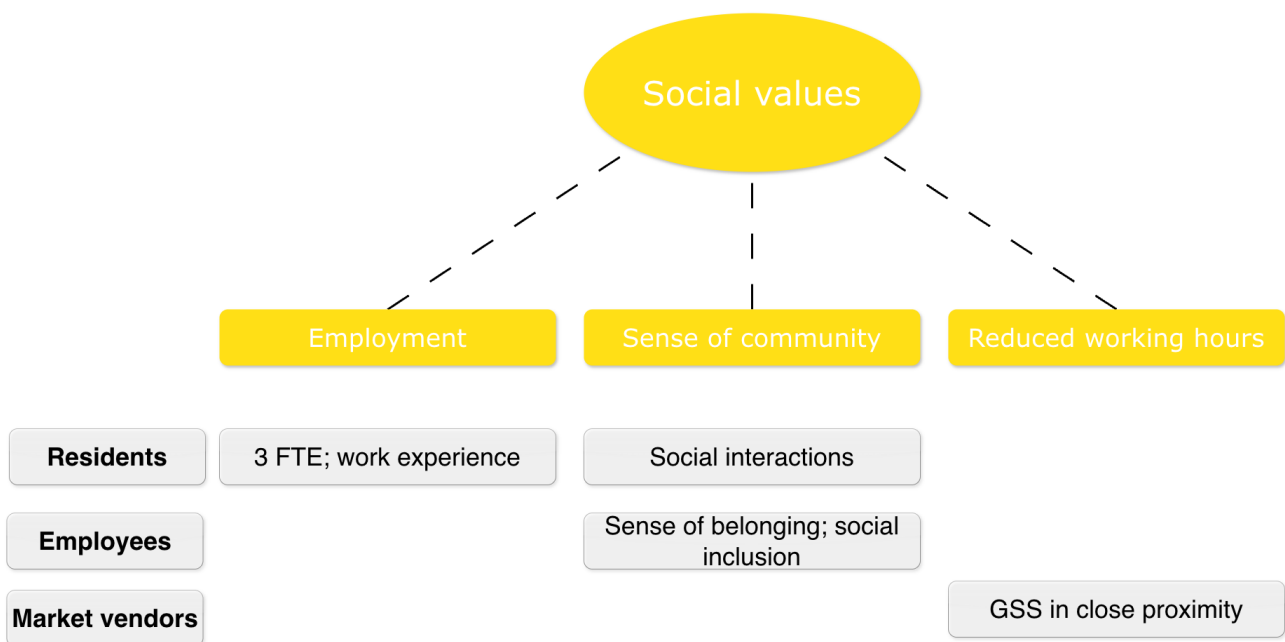 Social values
Employment
Sense of community
Reduced working hours
Residents
3 FTE; work experience
Social interactions
Employees
Sense of belonging; social
inclusion
Market vendors
GSS in close proximity